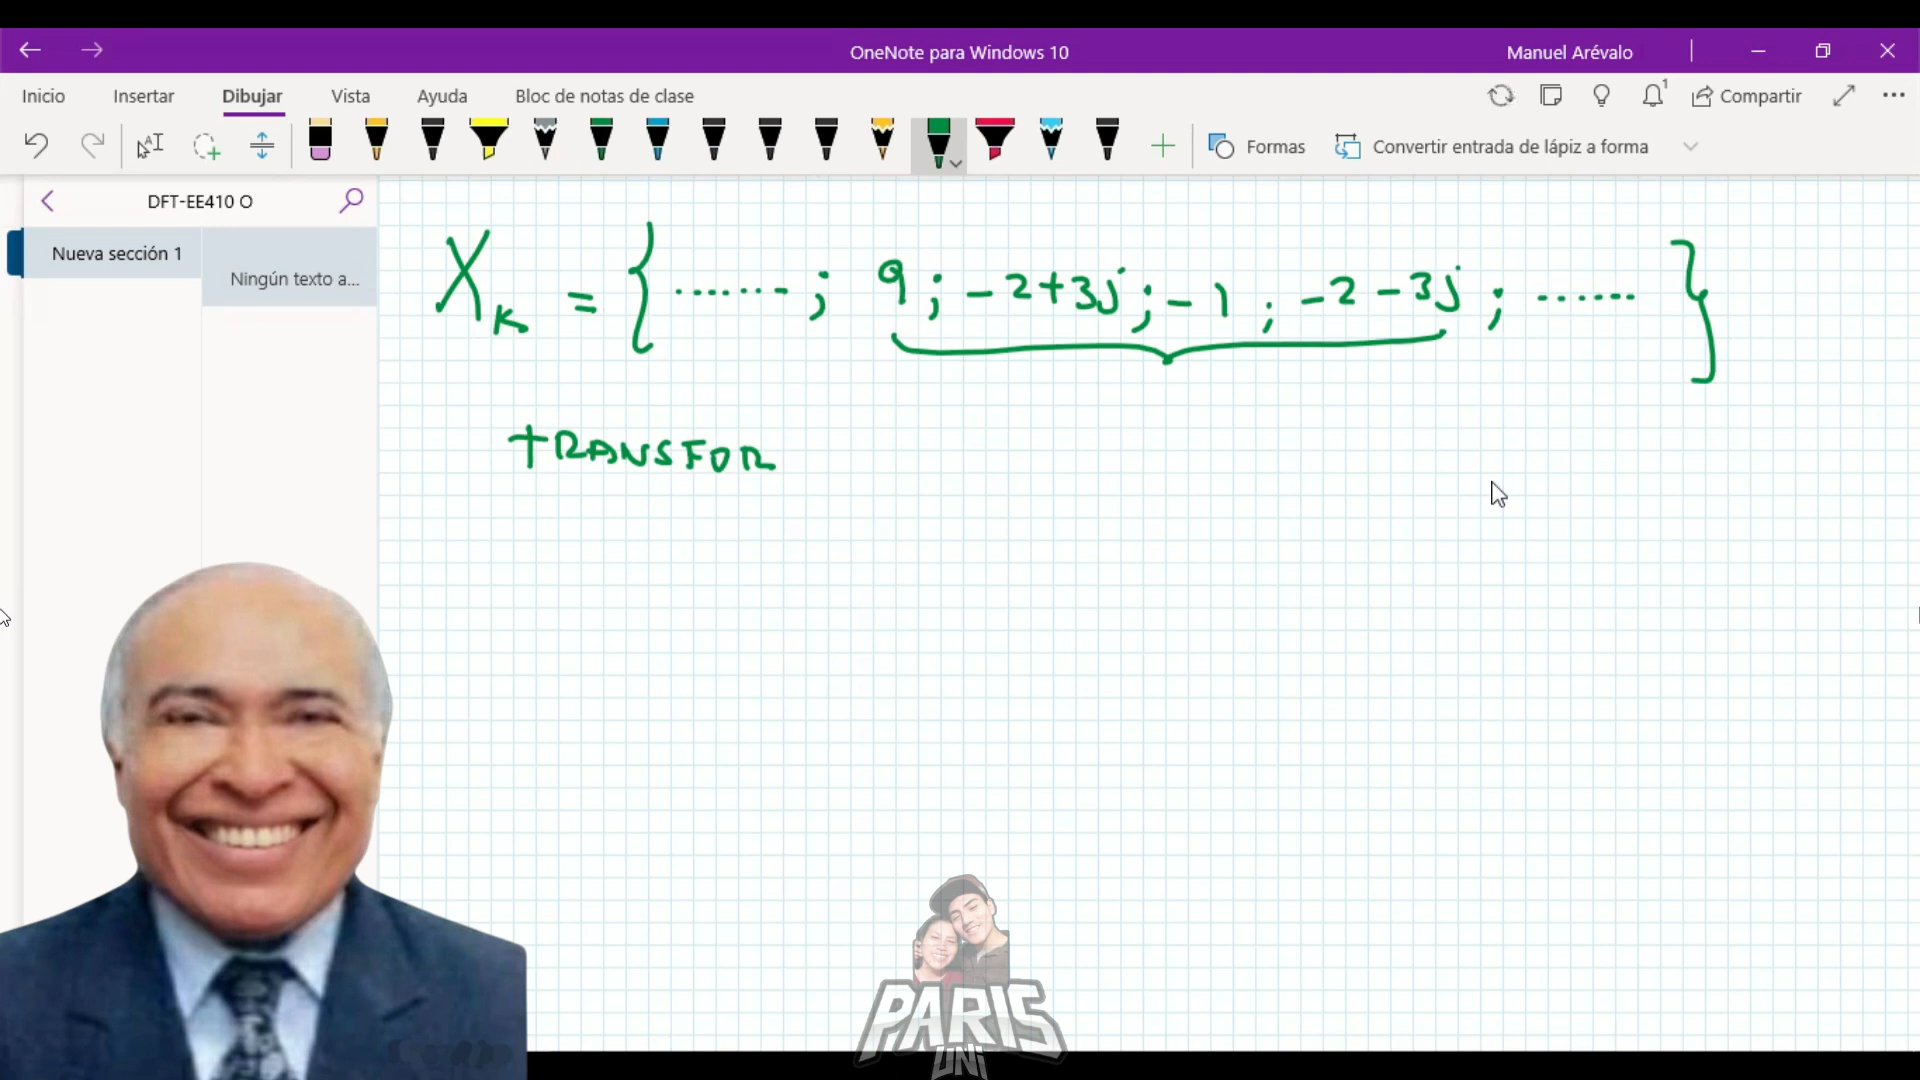 OneNote para Windows 10
Manuel Arévalo
Inicio Insertar Dibujar Vista Ayuda Bloc de notas de clase
1 Compartir
Formas Convertir entrada de lápiz a forma
DFT-EE410 O
Nueva sección 1
Ningún texto a...
X_k = { ........ ; 9 ; -2+3j ; -1 ; -2-3j ; ....... }
TRANSFOR
PARIS
UNi